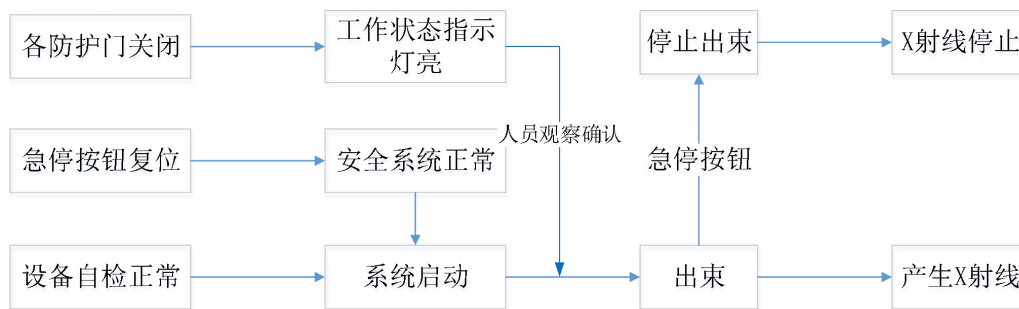 各防护门关闭
工作状态指示
灯亮
停止出束
X射线停止
人员观察确认
急停按钮复位
安全系统正常
急停按钮
设备自检正常
系统启动
出束
产生X射线